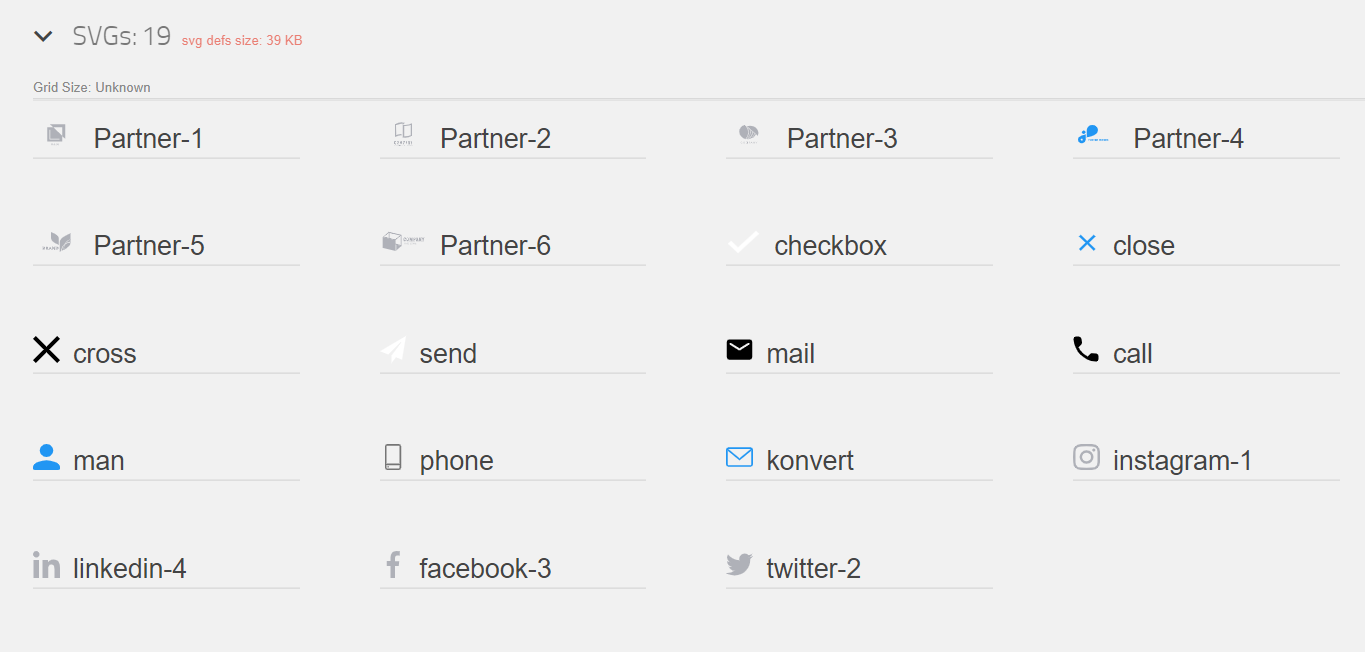 SVGs: 19 svg defs size: 39 KB
Grid Size: Unknown
Partner-1
Partner-2
Partner-3
Partner-4
Partner-5
Partner-6
checkbox
close
cross
send
mail
call
man
phone
konvert
instagram-1
linkedin-4
facebook-3
twitter-2